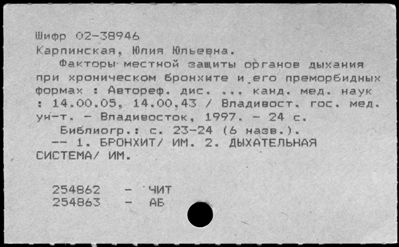 Шифр 02-38946
Карпинская, Юлия Юльевна.
Факторы местной защиты органов дыхания
при хроническом бронхите и его преморбидных
формах : Автореф. дис. ... канд. мед. наук
: 14.00.05, 14.00.43 / Владивост. гос. мед.
ун-т. - Владивосток, 1997. - 24 с.
Библиогр.: с. 23-24 (6 назв.).
-- 1. БРОНХИТ/ ИМ. 2. ДЫХАТЕЛЬНАЯ
СИСТЕМА/ ИМ.
254862 - ЧИТ
254863 - АБ